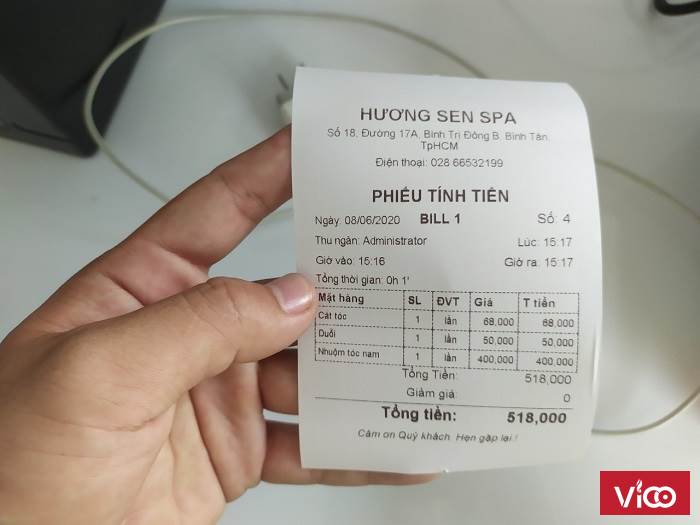 HƯƠNG SEN SPA
Số 18, Đường 17A, Bình Trị Đông B, Bình Tân,
TpHCM
Điện thoại: 028 66532199
PHIẾU TÍNH TIỀN
Ngày: 08/06/2020 BILL 1 Số: 4
Thu ngân: Administrator Lúc: 15:17
Giờ vào: 15:16 Giờ ra: 15:17
Tổng thời gian: 0h 1'
Mặt hàng SL ĐVT Giá T tiền
Cắt tóc 1 lần 68,000 68,000
Duỗi 1 lần 50,000 50,000
Nhuộm tóc nam 1 lần 400,000 400,000
Tổng Tiền: 518,000
Giảm giá: 0
Tổng tiền: 518,000
Cảm ơn Quý khách. Hẹn gặp lại !
VICO